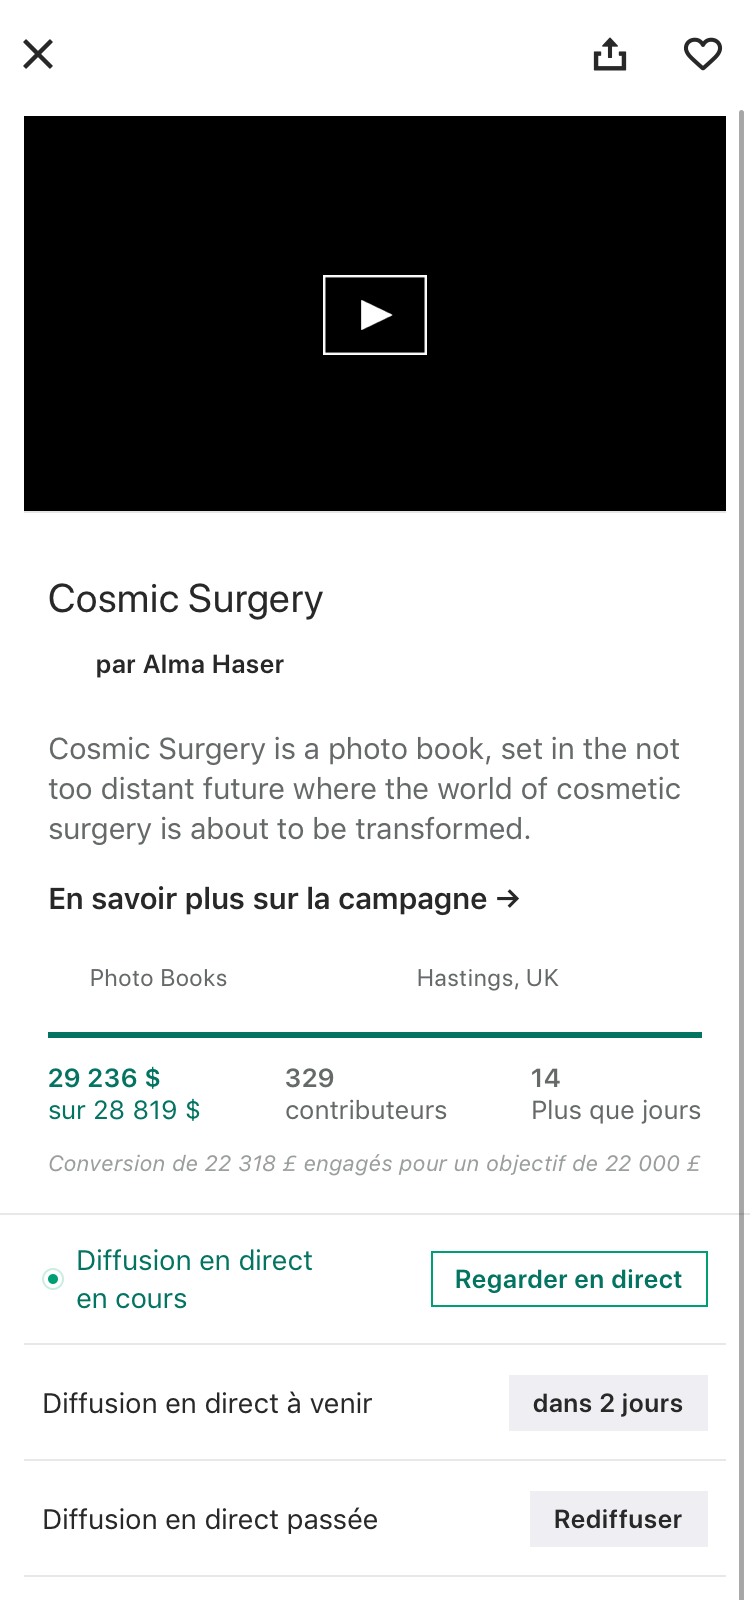 Cosmic Surgery
par Alma Haser
Cosmic Surgery is a photo book, set in the not
too distant future where the world of cosmetic
surgery is about to be transformed.
En savoir plus sur la campagne →
Photo Books
Hastings, UK
29 236 $
sur 28 819 $
329
contributeurs
14
Plus que jours
Conversion de 22 318 £ engagés pour un objectif de 22 000 £
Diffusion en direct
en cours
Regarder en direct
Diffusion en direct à venir
dans 2 jours
Diffusion en direct passée
Rediffuser